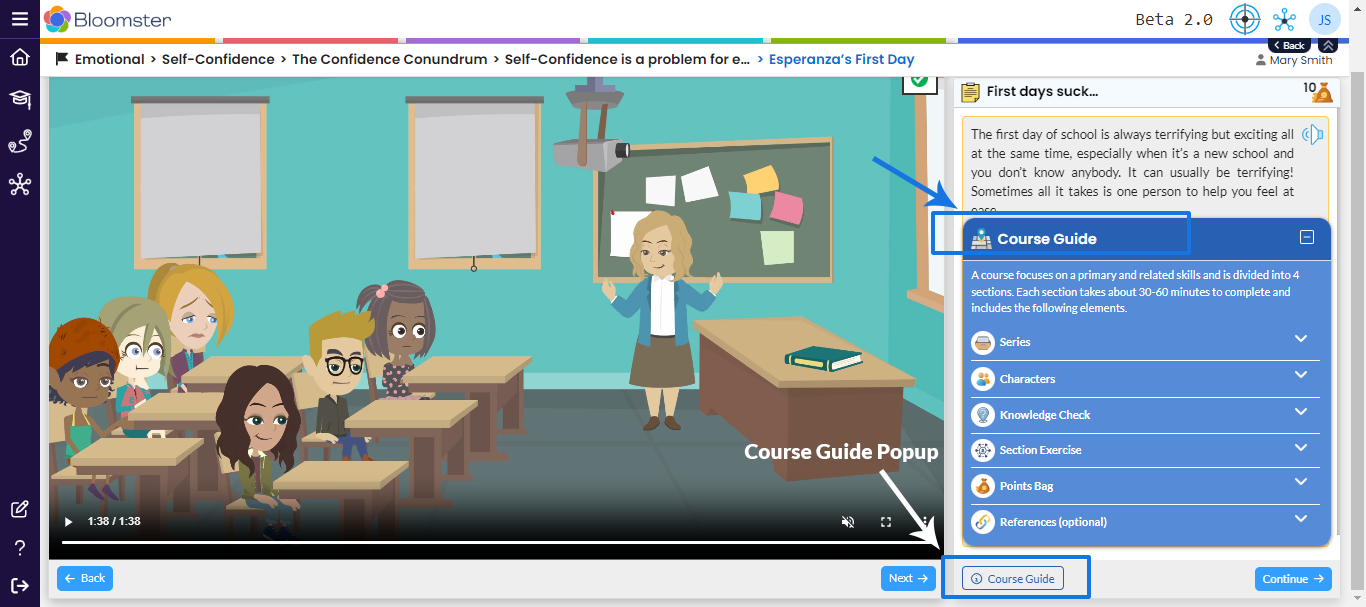 Bloomster
Beta 2.0
JS
Back
Emotional > Self-Confidence > The Confidence Conundrum > Self-Confidence is a problem for e... > Esperanza's First Day
Mary Smith
First days suck...
10
The first day of school is always terrifying but exciting all
at the same time, especially when it's a new school and
you don't know anybody. It can usually be terrifying!
Sometimes all it takes is one person to help you feel at
Course Guide
A course focuses on a primary and related skills and is divided into 4
sections. Each section takes about 30-60 minutes to complete and
includes the following elements.
Series
Characters
Knowledge Check
Section Exercise
Points Bag
References (optional)
Course Guide Popup
1:38 / 1:38
Back
Next
Course Guide
Continue